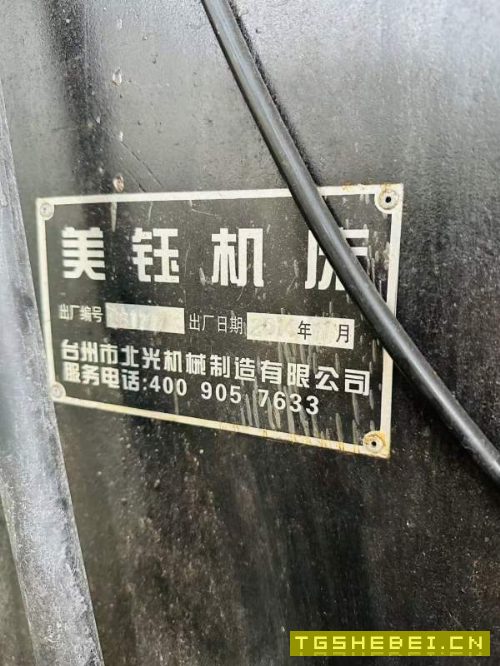 美钰机床
出厂编号 出厂日期 年 月
台州市北光机械制造有限公司
服务电话:400 905 7633
TGSHEBEI.CN